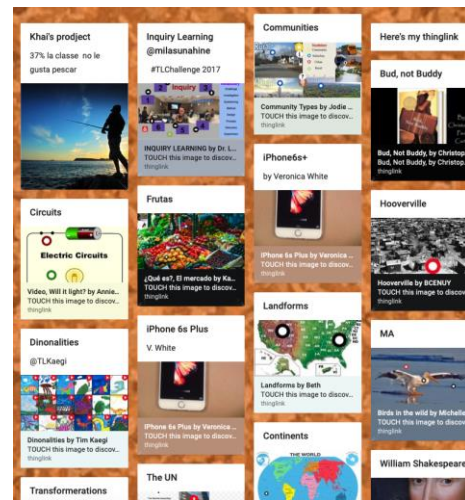 Khai's prodject
37% la classe no le
gusta pescar
Circuits
Electric Circuits
Video, Will it light? by Annie...
TOUCH this image to discov...
thinglink
Dinonalities
@TLKaegi
Dinonalities by Tim Kaegi
TOUCH this image to discov...
thinglink
Transformerations
Inquiry Learning
@milasunahine
#TLChallenge 2017
Inquiry
INQUIRY LEARNING by Dr. L...
TOUCH this image to discov...
thinglink
Frutas
¿Qué es?, El mercado by Ka...
TOUCH this image to discov...
thinglink
iPhone 6s Plus
V. White
iPhone 6s Plus by Veronica ...
TOUCH this image to discov...
thinglink
The UN
Communities
Community Types by Jodie ...
TOUCH this image to discov...
thinglink
iPhone6s+
by Veronica White
iPhone 6s Plus by Veronica ...
TOUCH this image to discov...
thinglink
Landforms
Landforms by Beth
TOUCH this image to discov...
thinglink
Continents
THE WORLD
Here's my thinglink
Bud, not Buddy
Bud, Not Buddy, by Christop
Bud, Not Buddy, by Christop
thinglink
Hooverville
Hooverville by BCENUY
TOUCH this image to discov
thinglink
MA
Birds in the wild by Michelle
TOUCH this image to discov
thinglink
William Shakespeare